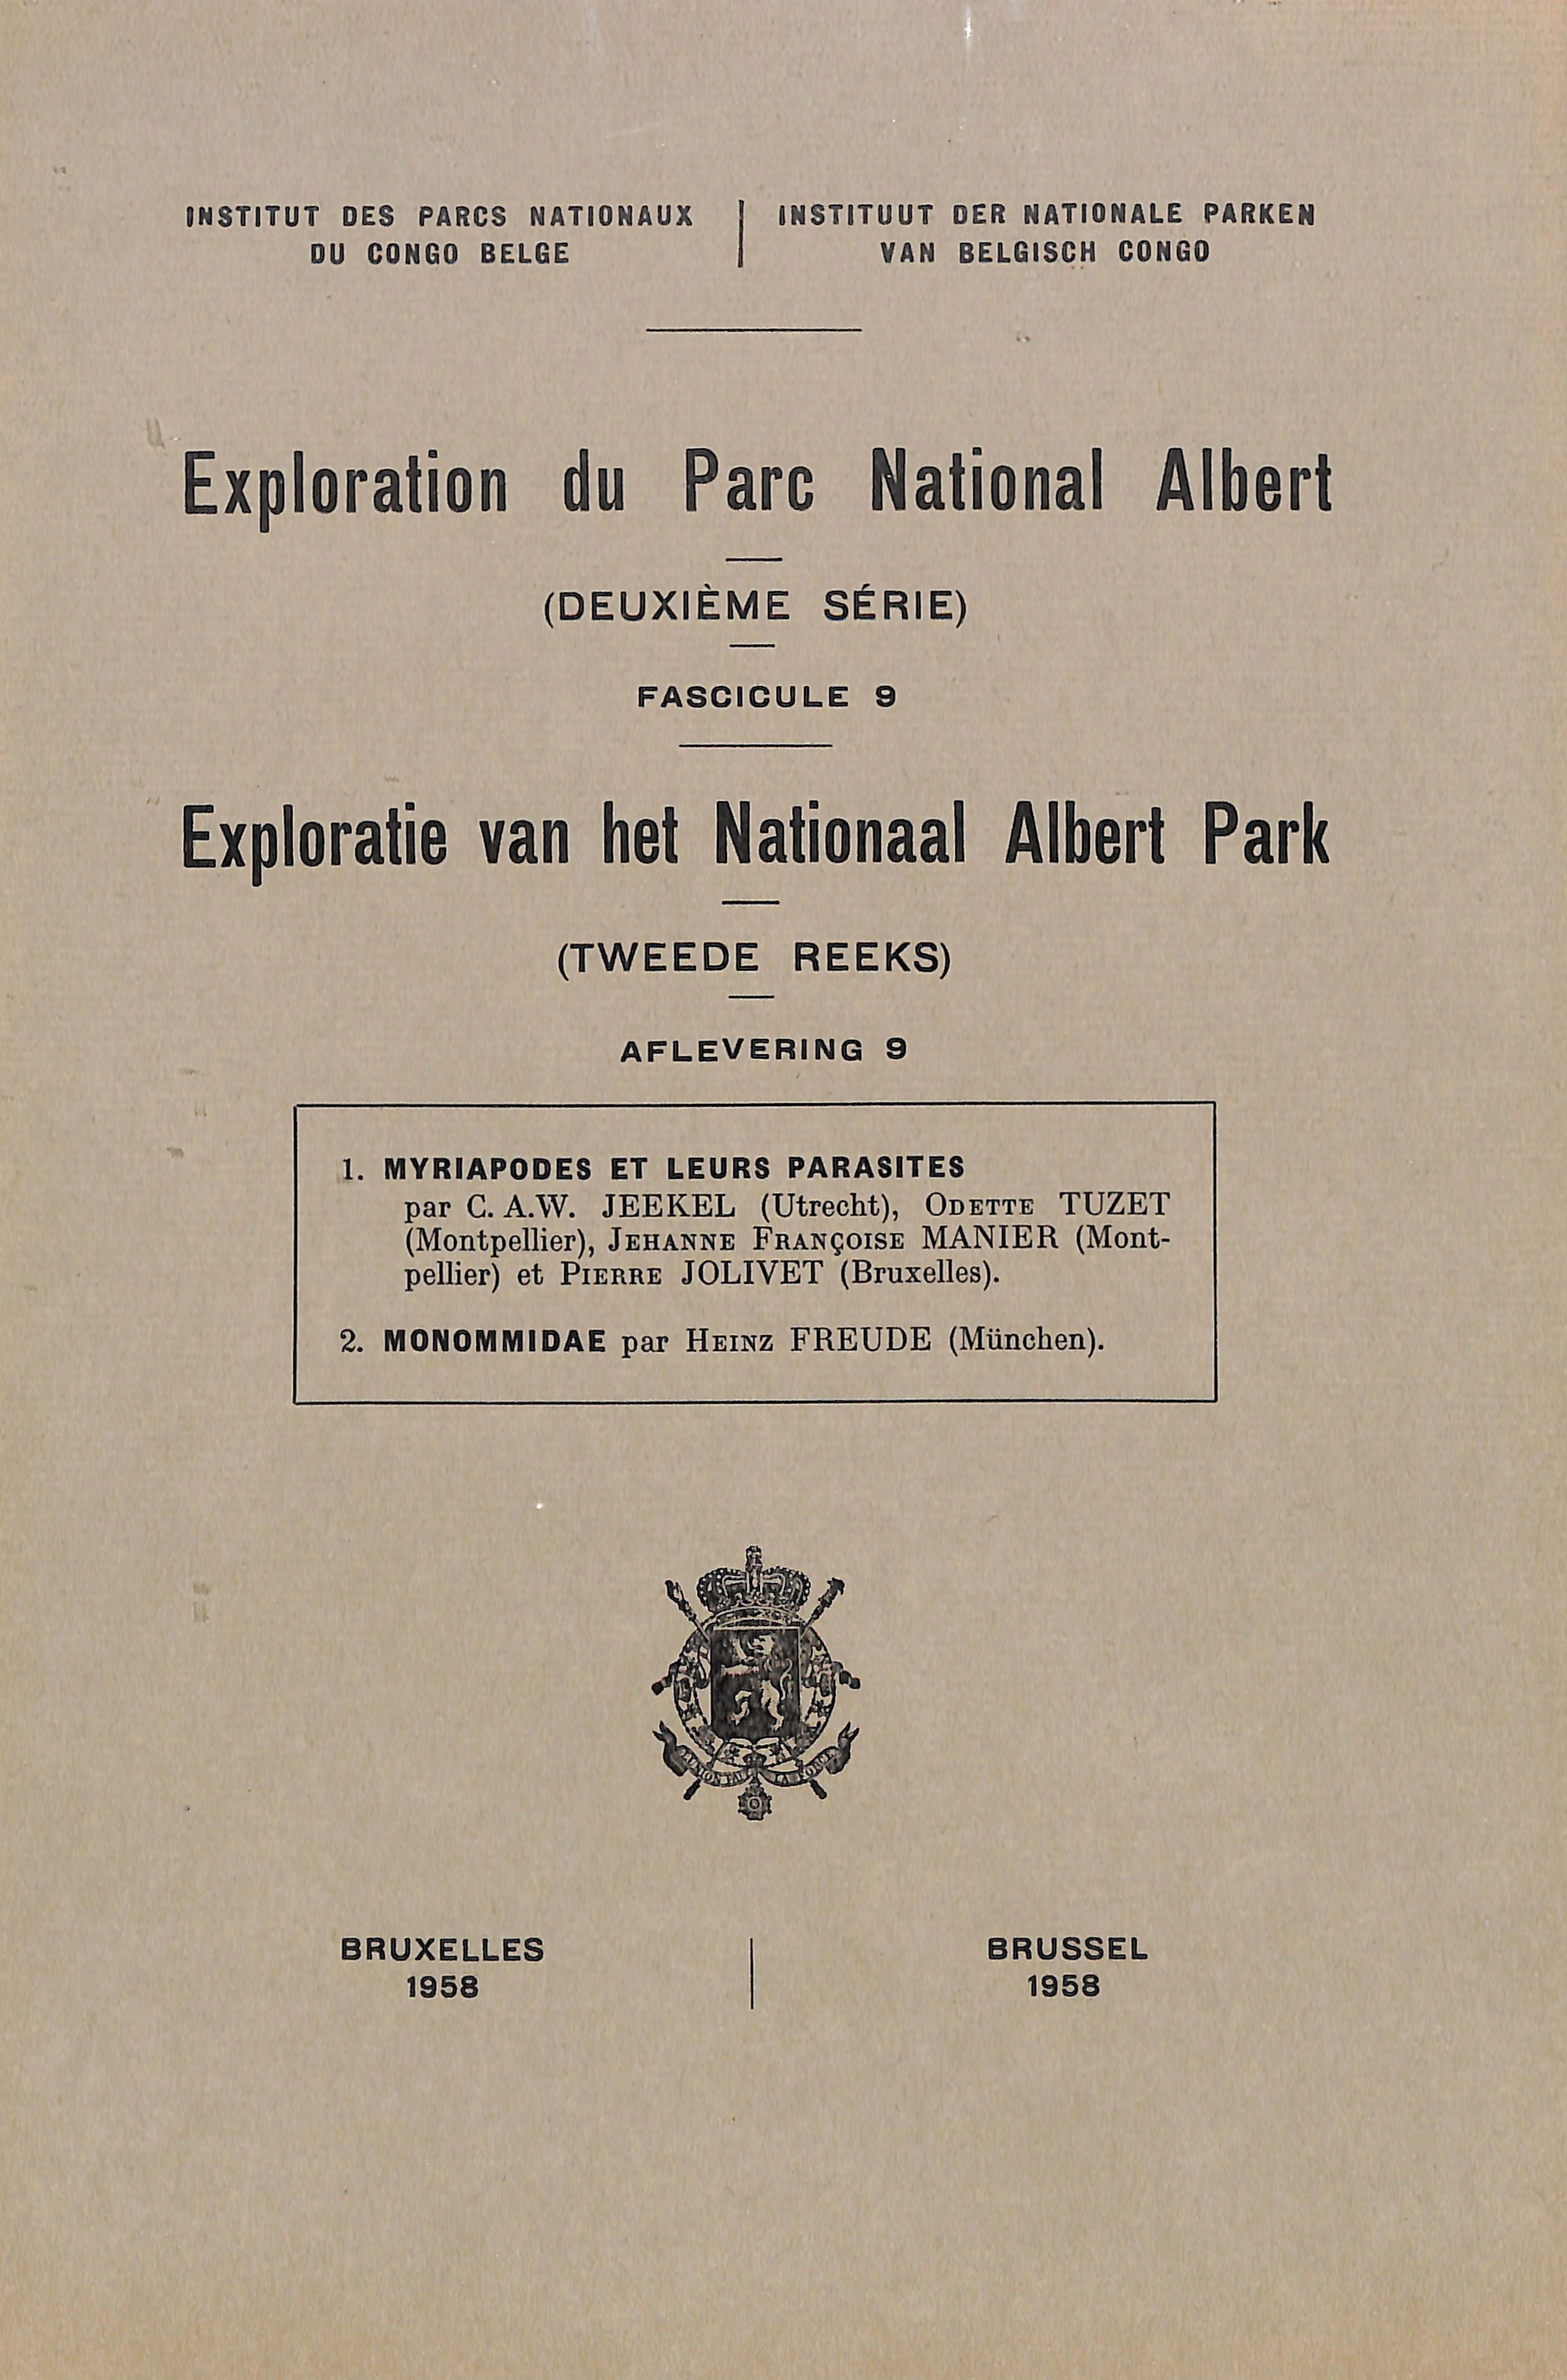 INSTITUT DES PARCS NATIONAUX
DU CONGO BELGE
INSTITUUT DER NATIONALE PARKEN
VAN BELGISCH CONGO
Exploration du Parc National Albert
(DEUXIÈME SÉRIE)
FASCICULE 9
Exploratie van het Nationaal Albert Park
(TWEEDE REEKS)
AFLEVERING 9
1. MYRIAPODES ET LEURS PARASITES
par C. A.W. JEEKEL (Utrecht), ODETTE TUZET
(Montpellier), JEHANNE FRANÇOISE MANIER (Mont-
pellier) et PIERRE JOLIVET (Bruxelles).
2. MONOMMIDAE par HEINZ FREUDE (München).
BRUXELLES
1958
BRUSSEL
1958